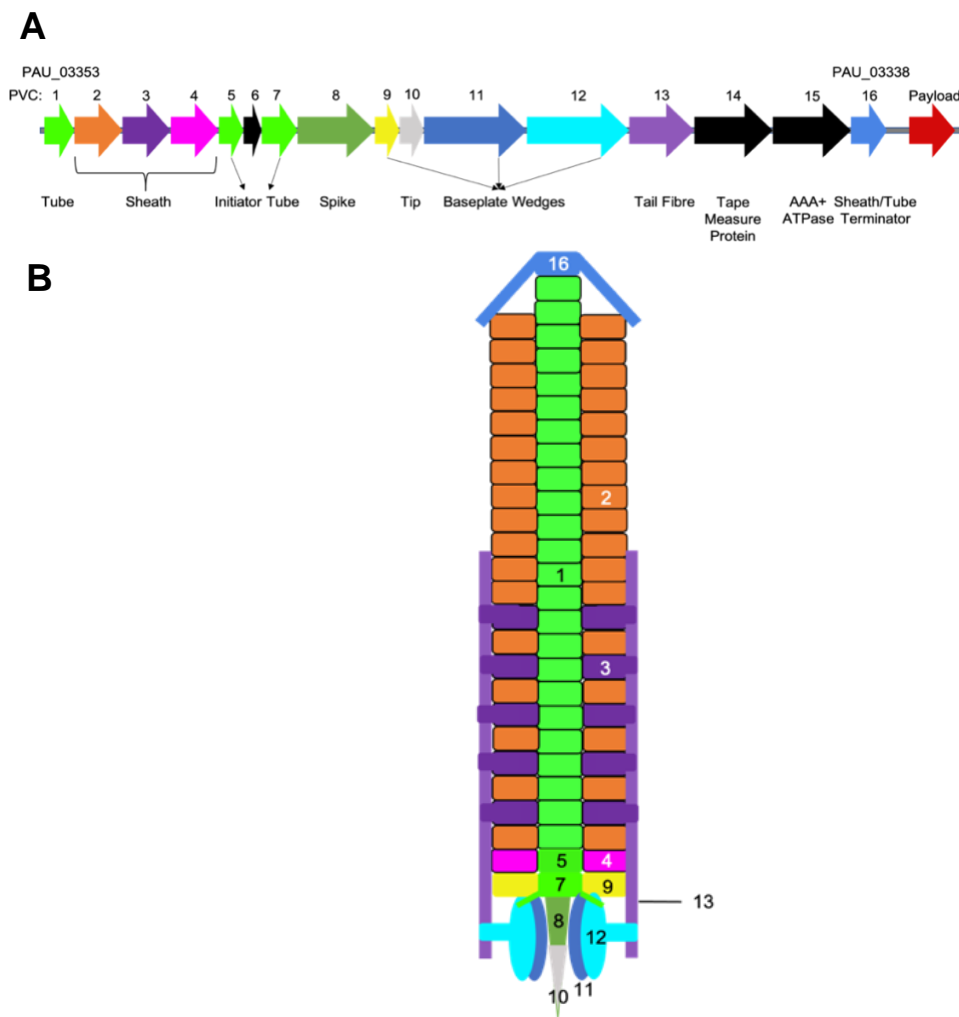 A
PAU_03353 PAU_03338
PVC: 1 2 3 4 5 6 7 8 9 10 11 12 13 14 15 16 Payload
Tube Sheath Initiator Tube Spike Tip Baseplate Wedges Tail Fibre Tape AAA+ Sheath/Tube
Measure ATPase Terminator
Protein
B
16
2
1
3
5 4
7 9
13
8
12
11
10